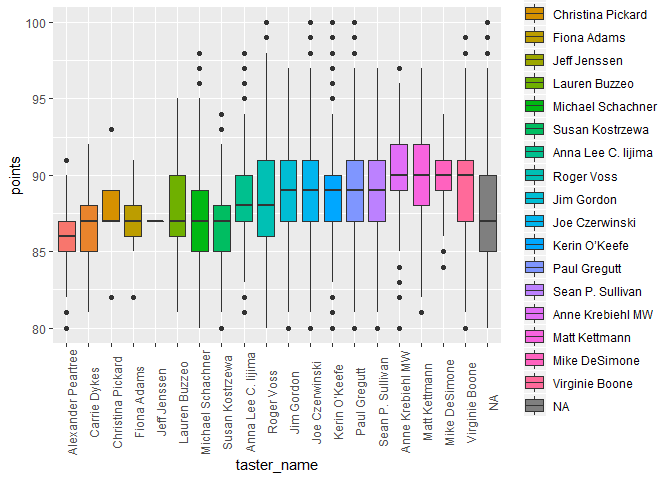 100
95
90
85
80
points
Alexander Peartree
Carrie Dykes
Christina Pickard
Fiona Adams
Jeff Jenssen
Lauren Buzzeo
Michael Schachner
Susan Kostrzewa
Anna Lee C. Iijima
Roger Voss
Jim Gordon
Joe Czerwinski
Kerin O'Keefe
Paul Gregutt
Sean P. Sullivan
Anne Krebiehl MW
Matt Kettmann
Mike DeSimone
Virginie Boone
NA
taster_name
Christina Pickard
Fiona Adams
Jeff Jenssen
Lauren Buzzeo
Michael Schachner
Susan Kostrzewa
Anna Lee C. Iijima
Roger Voss
Jim Gordon
Joe Czerwinski
Kerin O'Keefe
Paul Gregutt
Sean P. Sullivan
Anne Krebiehl MW
Matt Kettmann
Mike DeSimone
Virginie Boone
NA